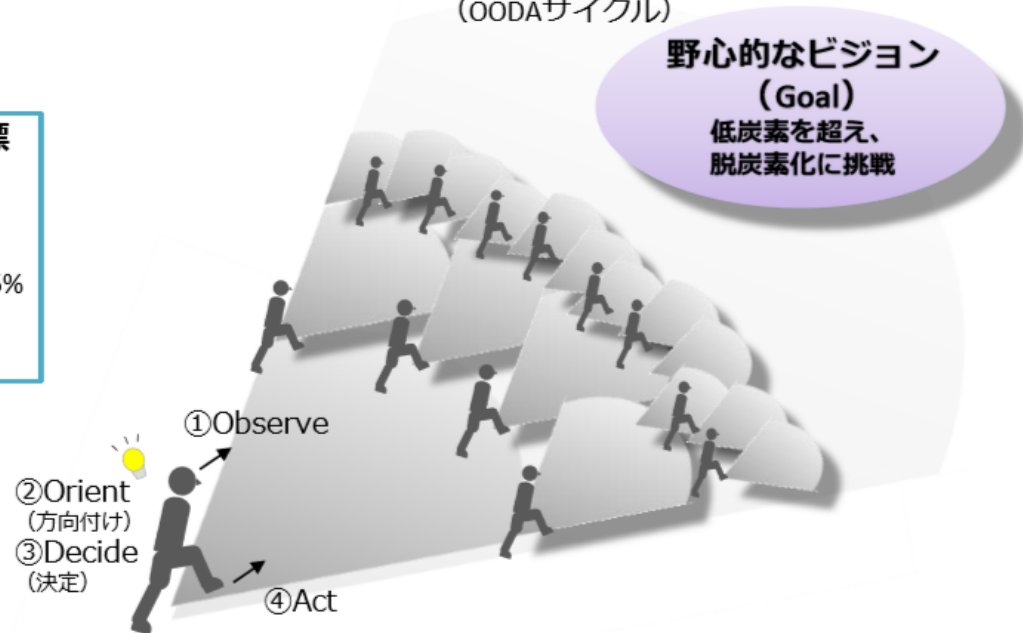 （OODAサイクル）
野心的なビジョン
（Goal）
低炭素を超え、
脱炭素化に挑戦
%
①Observe
②Orient
（方向付け）
③Decide
（決定）
④Act